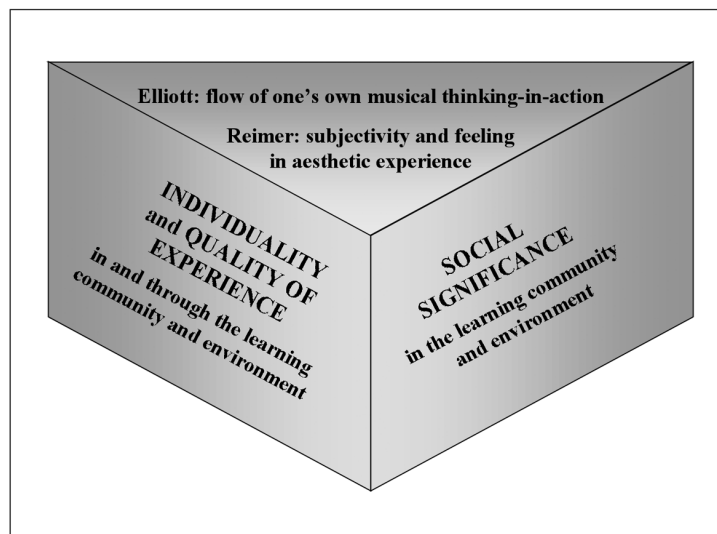 Elliott: flow of one's own musical thinking-in-action
Reimer: subjectivity and feeling
in aesthetic experience
INDIVIDUALITY
and QUALITY OF
EXPERIENCE
in and through the learning
community and environment
SOCIAL
SIGNIFICANCE
in the learning community
and environment